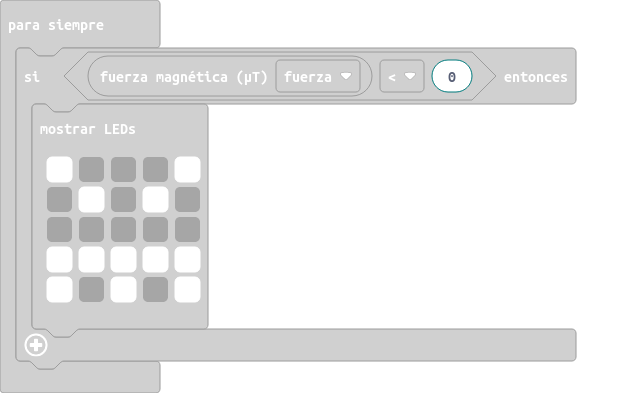 para siempre
si fuerza magnética (µT) fuerza < 0 entonces
mostrar LEDs